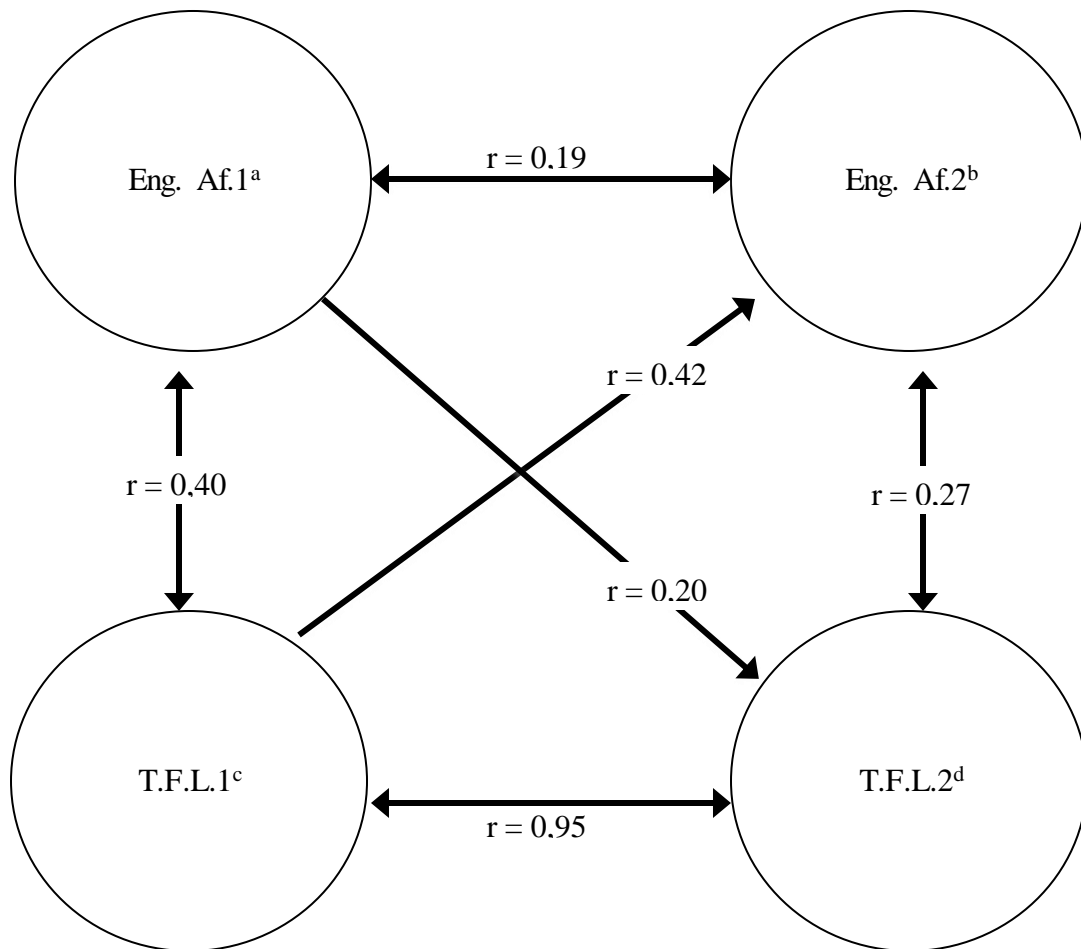 r = 0,19
Eng. Af.1ᵃ
Eng. Af.2ᵇ
r = 0,42
r = 0,40
r = 0,27
r = 0,20
T.F.L.1ᶜ
T.F.L.2ᵈ
r = 0,95